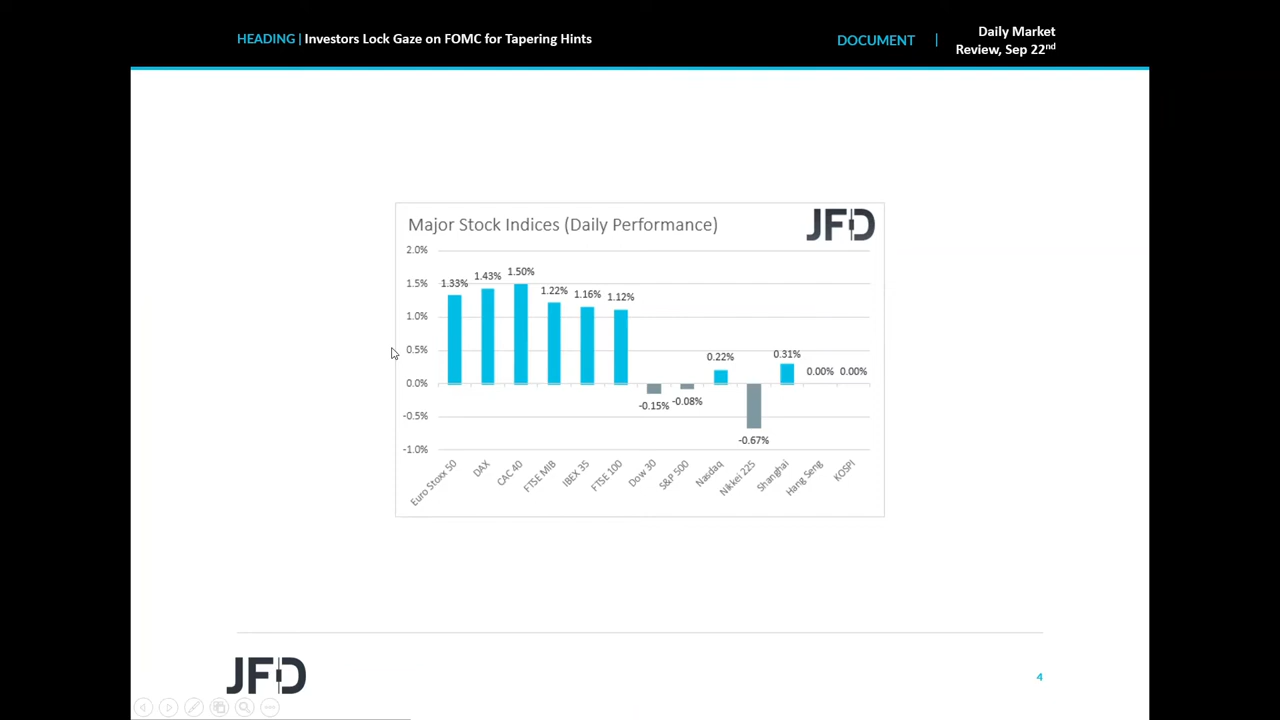 HEADING | Investors Lock Gaze on FOMC for Tapering Hints
DOCUMENT |
Daily Market
Review, Sep 22nd
Major Stock Indices (Daily Performance)
JFD
2.0%
1.5%
1.0%
0.5%
0.0%
-0.5%
-1.0%
1.33%
1.43%
1.50%
1.22%
1.16%
1.12%
-0.15%
-0.08%
0.22%
-0.67%
0.31%
0.00%
0.00%
Euro Stoxx 50
DAX
CAC 40
FTSE MIB
IBEX 35
FTSE 100
Dow 30
S&P 500
Nasdaq
Nikkei 225
Shanghai
Hang Seng
KOSPI
JFD
4